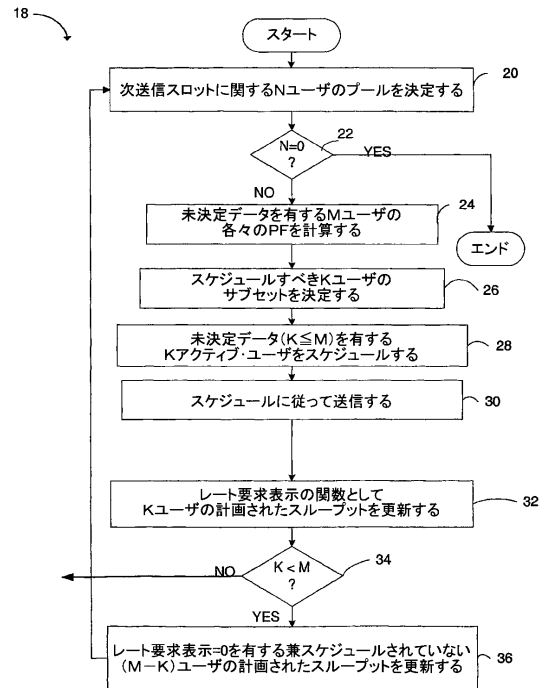 18
スタート
次送信スロットに関するNユーザのプールを決定する
20
N=0
?
22
YES
NO
未決定データを有するMユーザの
各々のPFを計算する
24
エンド
スケジュールすべきKユーザの
サブセットを決定する
26
未決定データ(K≦M)を有する
Kアクティブ・ユーザをスケジュールする
28
スケジュールに従って送信する
30
レート要求表示の関数として
Kユーザの計画されたスループットを更新する
32
K<M
?
34
NO
YES
レート要求表示=0を有する兼スケジュールされていない
(M-K)ユーザの計画されたスループットを更新する
36